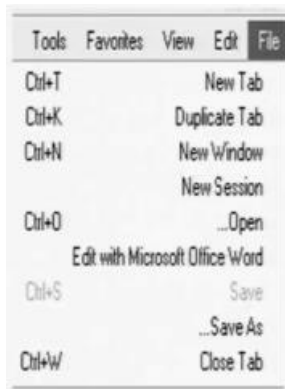 Tools Favorites View Edit File
Ctrl+T New Tab
Ctrl+K Duplicate Tab
Ctrl+N New Window
New Session
Ctrl+O ...Open
Edit with Microsoft Office Word
Ctrl+S Save
...Save As
Ctrl+W Close Tab